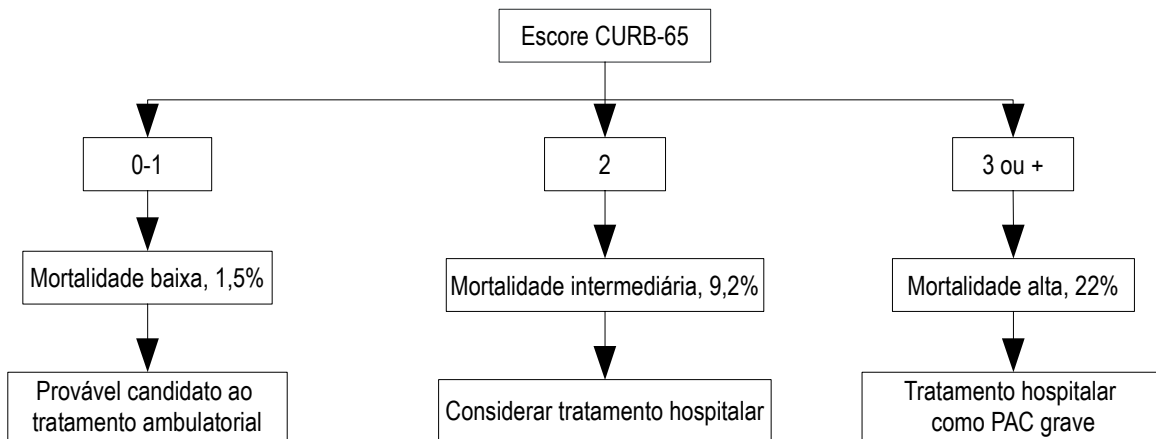 Escore CURB-65
0-1
2
3 ou +
Mortalidade baixa, 1,5%
Mortalidade intermediária, 9,2%
Mortalidade alta, 22%
Provável candidato ao
tratamento ambulatorial
Considerar tratamento hospitalar
Tratamento hospitalar
como PAC grave